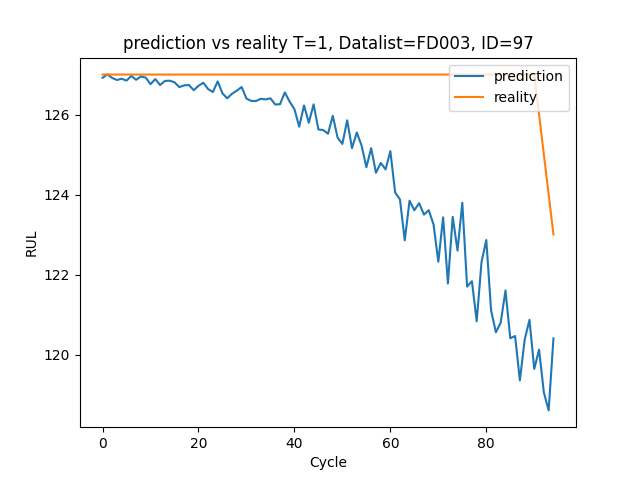 prediction vs reality T=1, Datalist=FD003, ID=97
prediction
reality
RUL
126
124
122
120
0 20 40 60 80
Cycle